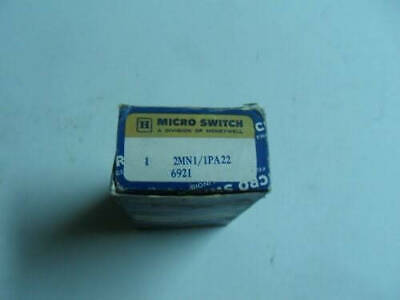 H MICRO SWITCH
A DIVISION OF HONEYWELL
1 2MN1/1PA22
6921